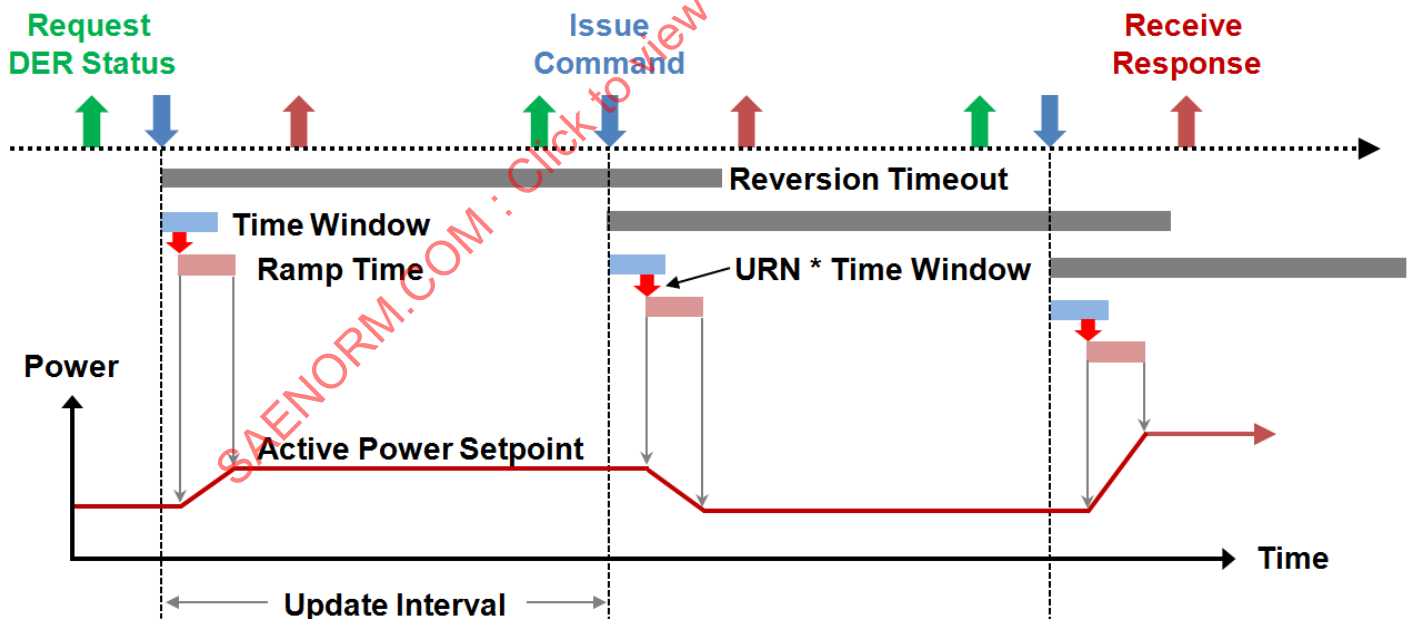 Request
DER Status
Issue
Command
Receive
Response
Reversion Timeout
Time Window
Ramp Time
URN * Time Window
Power
Active Power Setpoint
Time
Update Interval
SAENORM.COM : Click to view